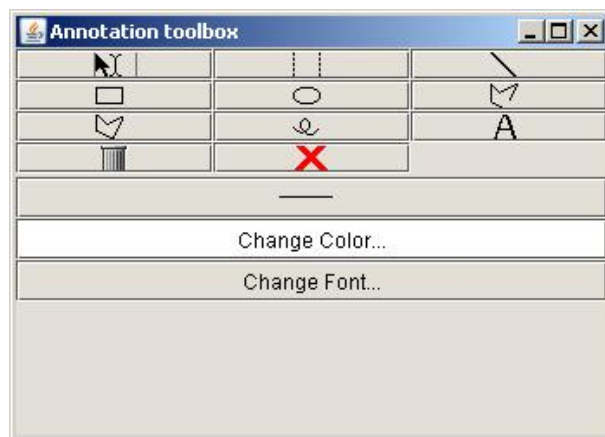 Annotation toolbox
A
Change Color...
Change Font...